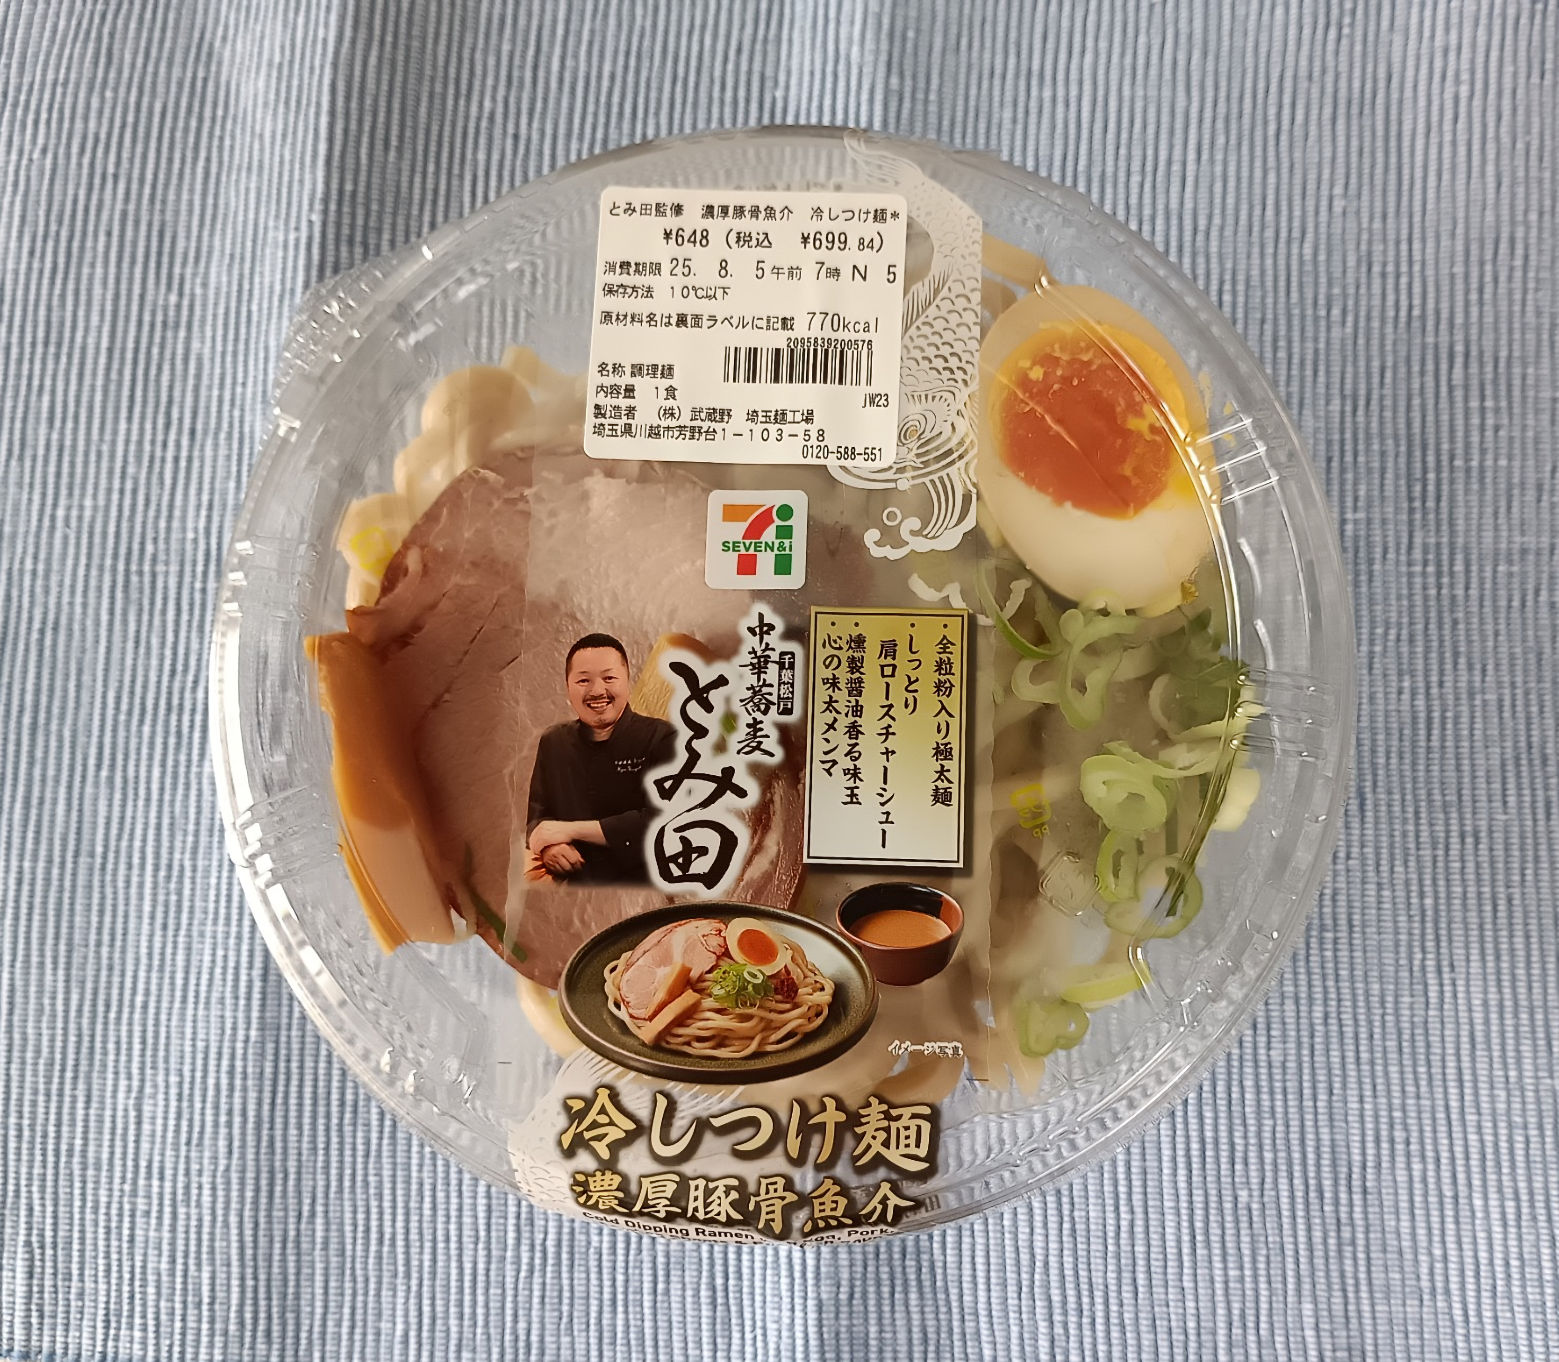 とみ田監修　濃厚豚骨魚介　冷しつけ麺*
¥648 (税込　¥699.84)
消費期限 25. 8. 5午前 7時 N 5
保存方法　10℃以下
原材料名は裏面ラベルに記載 770kcal
2095839200576
名称 調理麺
内容量　1食
JW23
製造者　(株) 武蔵野　埼玉麺工場
埼玉県川越市芳野台1-103-58
0120-588-551
SEVEN&i
・全粒粉入り極太麺
・しっとり
肩ロースチャーシュー
・燻製醤油香る味玉
・心の味太メンマ
千葉松戸
中華蕎麦
とみ田
イメージ写真
冷しつけ麺
濃厚豚骨魚介
Cold Dipping Ramen Pork
PP